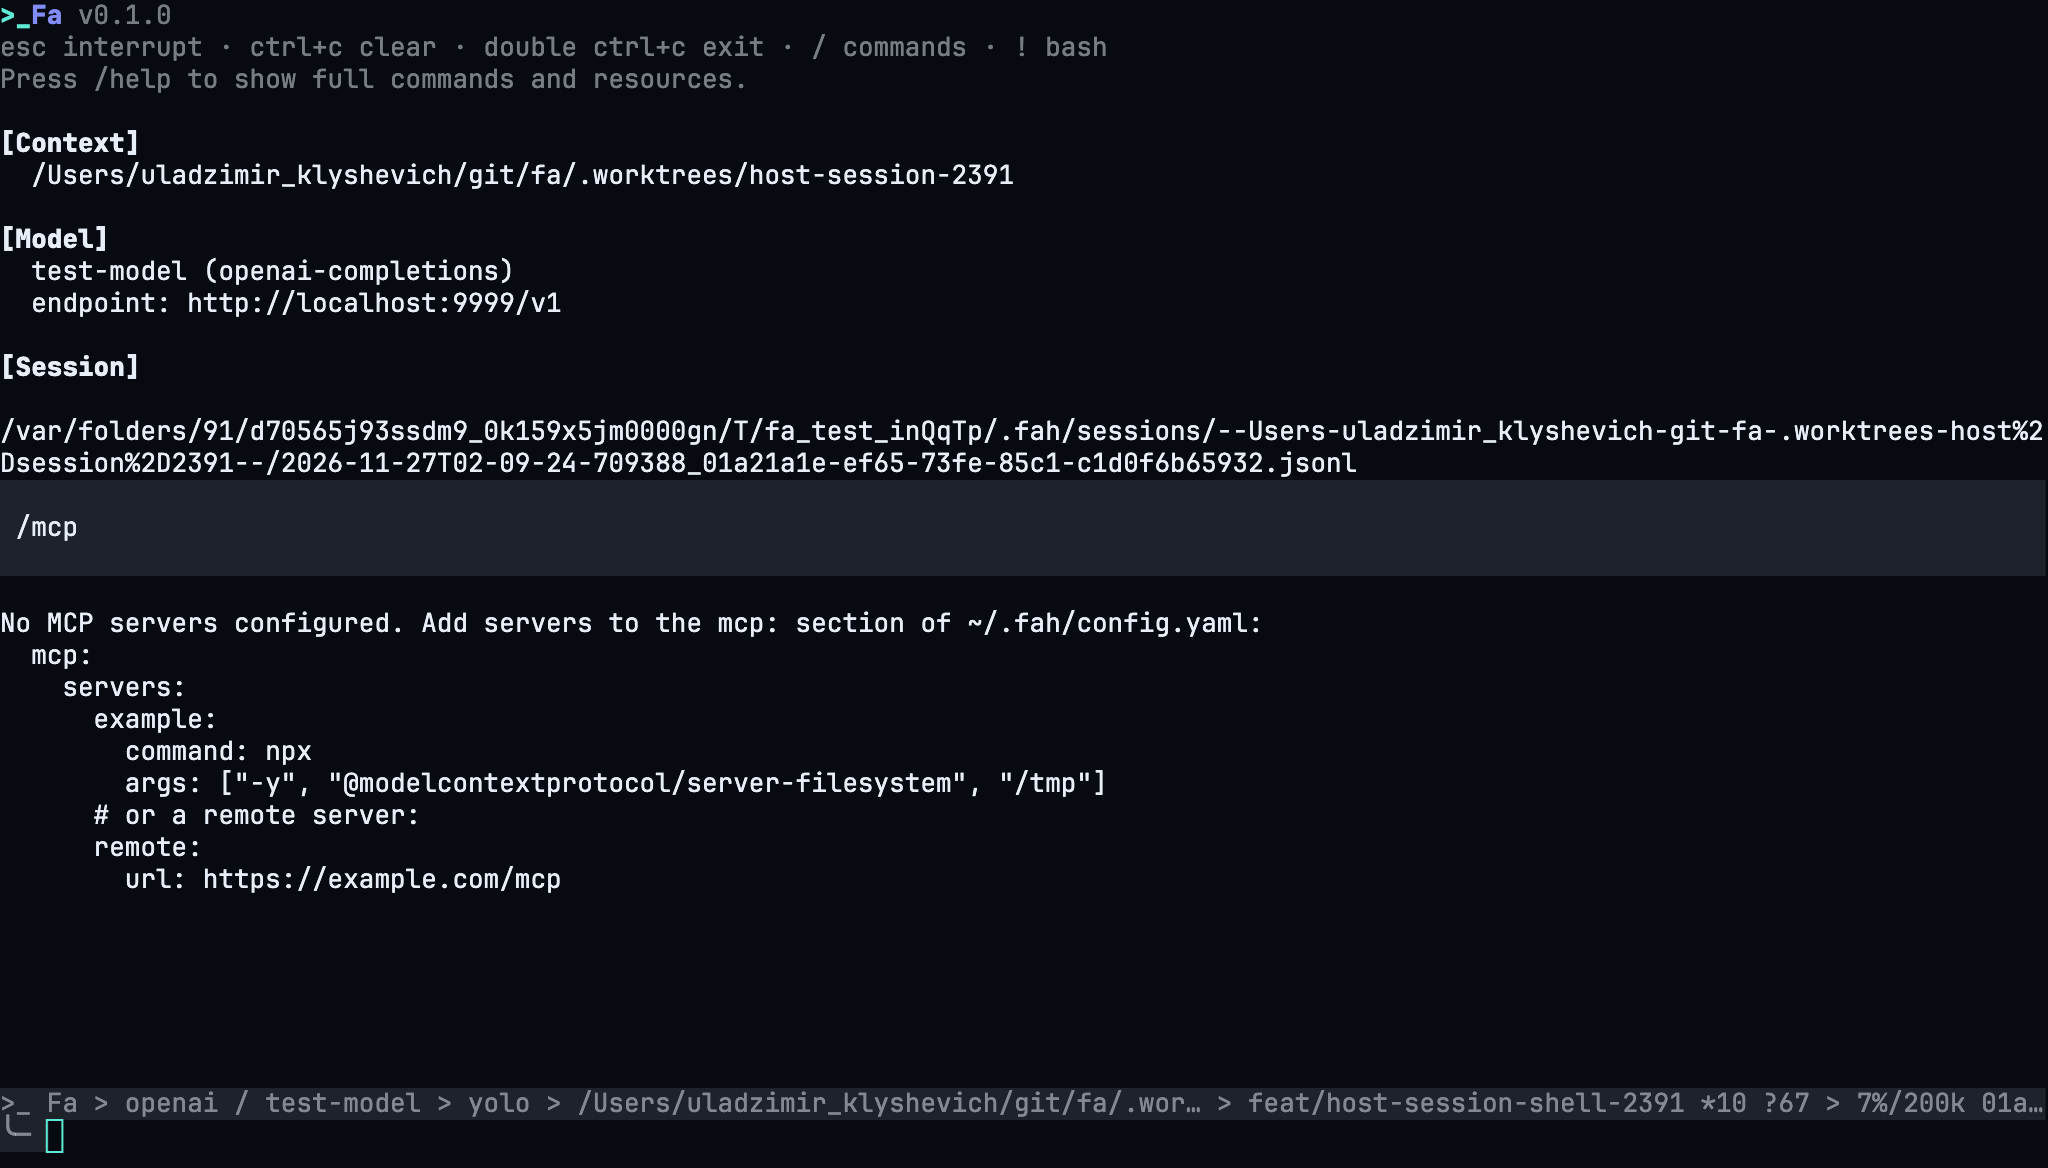 >_Fa v0.1.0
esc interrupt · ctrl+c clear · double ctrl+c exit · / commands · ! bash
Press /help to show full commands and resources.
[Context]
  /Users/uladzimir_klyshevich/git/fa/.worktrees/host-session-2391
[Model]
  test-model (openai-completions)
  endpoint: http://localhost:9999/v1
[Session]
/var/folders/91/d70565j93ssdm9_0k159x5jm0000gn/T/fa_test_inQqTp/.fah/sessions/--Users-uladzimir_klyshevich-git-fa-.worktrees-host%2
Dsession%2D2391--/2026-11-27T02-09-24-709388_01a21a1e-ef65-73fe-85c1-c1d0f6b65932.jsonl
/mcp
No MCP servers configured. Add servers to the mcp: section of ~/.fah/config.yaml:
  mcp:
    servers:
      example:
        command: npx
        args: ["-y", "@modelcontextprotocol/server-filesystem", "/tmp"]
      # or a remote server:
      remote:
        url: https://example.com/mcp
>_ Fa > openai / test-model > yolo > /Users/uladzimir_klyshevich/git/fa/.wor… > feat/host-session-shell-2391 *10 ?67 > 7%/200k 01a…